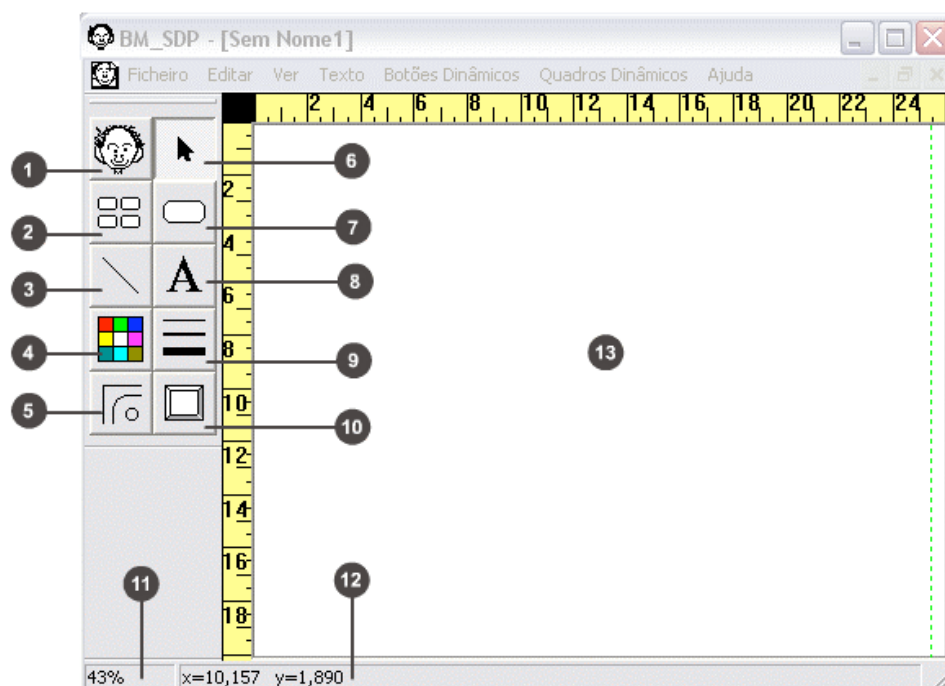 BM_SDP - [Sem Nome1]
Ficheiro Editar Ver Texto Botões Dinâmicos Quadros Dinâmicos Ajuda
2 4 6 8 10 12 14 16 18 20 22 24
1 6
2
2 7
4
A
3 8
6
4 8 9 13
5 10
10
12
14
11 16 12
18
43% x=10,157 y=1,890